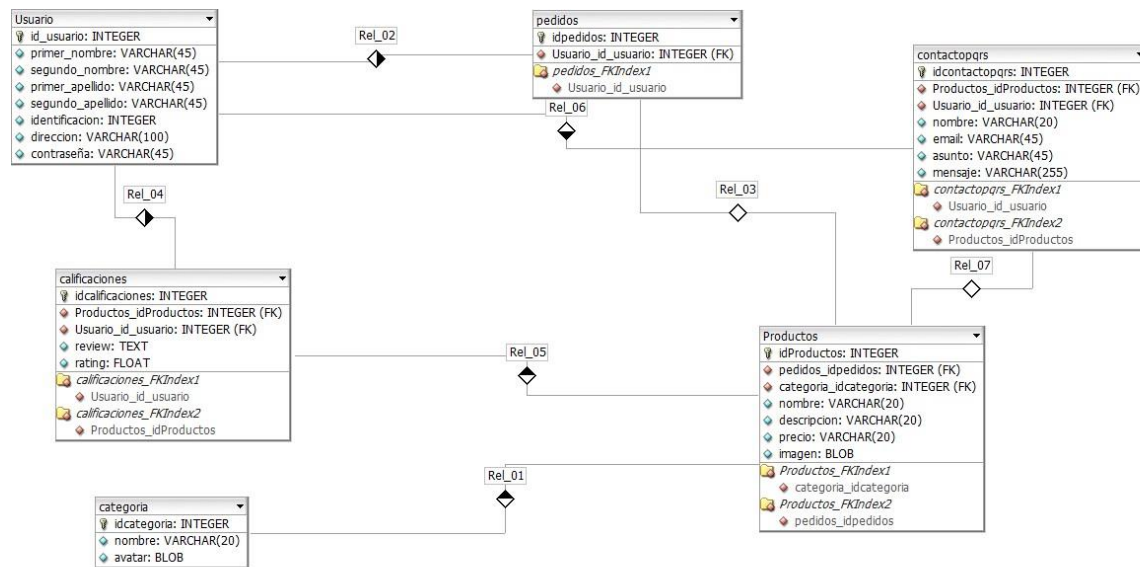 Usuario
id_usuario: INTEGER
primer_nombre: VARCHAR(45)
segundo_nombre: VARCHAR(45)
primer_apellido: VARCHAR(45)
segundo_apellido: VARCHAR(45)
identificacion: INTEGER
direccion: VARCHAR(100)
contraseña: VARCHAR(45)
Rel_02
pedidos
idpedidos: INTEGER
Usuario_id_usuario: INTEGER (FK)
pedidos_FKIndex1
Usuario_id_usuario
Rel_06
contactopqrs
idcontactopqrs: INTEGER
Productos_idProductos: INTEGER (FK)
Usuario_id_usuario: INTEGER (FK)
nombre: VARCHAR(20)
email: VARCHAR(45)
asunto: VARCHAR(45)
mensaje: VARCHAR(255)
contactopqrs_FKIndex1
Usuario_id_usuario
contactopqrs_FKIndex2
Productos_idProductos
Rel_04
Rel_03
Rel_07
calificaciones
idcalificaciones: INTEGER
Productos_idProductos: INTEGER (FK)
Usuario_id_usuario: INTEGER (FK)
review: TEXT
rating: FLOAT
calificaciones_FKIndex1
Usuario_id_usuario
calificaciones_FKIndex2
Productos_idProductos
Rel_05
Productos
idProductos: INTEGER
pedidos_idpedidos: INTEGER (FK)
categoria_idcategoria: INTEGER (FK)
nombre: VARCHAR(20)
descripcion: VARCHAR(20)
precio: VARCHAR(20)
imagen: BLOB
Productos_FKIndex1
categoria_idcategoria
Productos_FKIndex2
pedidos_idpedidos
Rel_01
categoria
idcategoria: INTEGER
nombre: VARCHAR(20)
avatar: BLOB